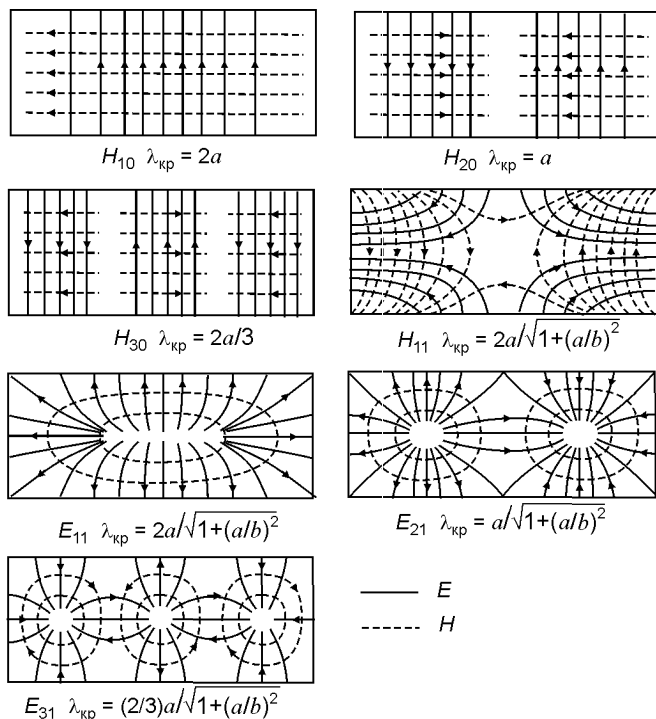 H₁₀ λкр = 2a
H₂₀ λкр = a
H₃₀ λкр = 2a/3
H₁₁ λкр = 2a/√1+(a/b)²
E₁₁ λкр = 2a/√1+(a/b)²
E₂₁ λкр = a/√1+(a/b)²
E
H
E₃₁ λкр = (2/3)a/√1+(a/b)²